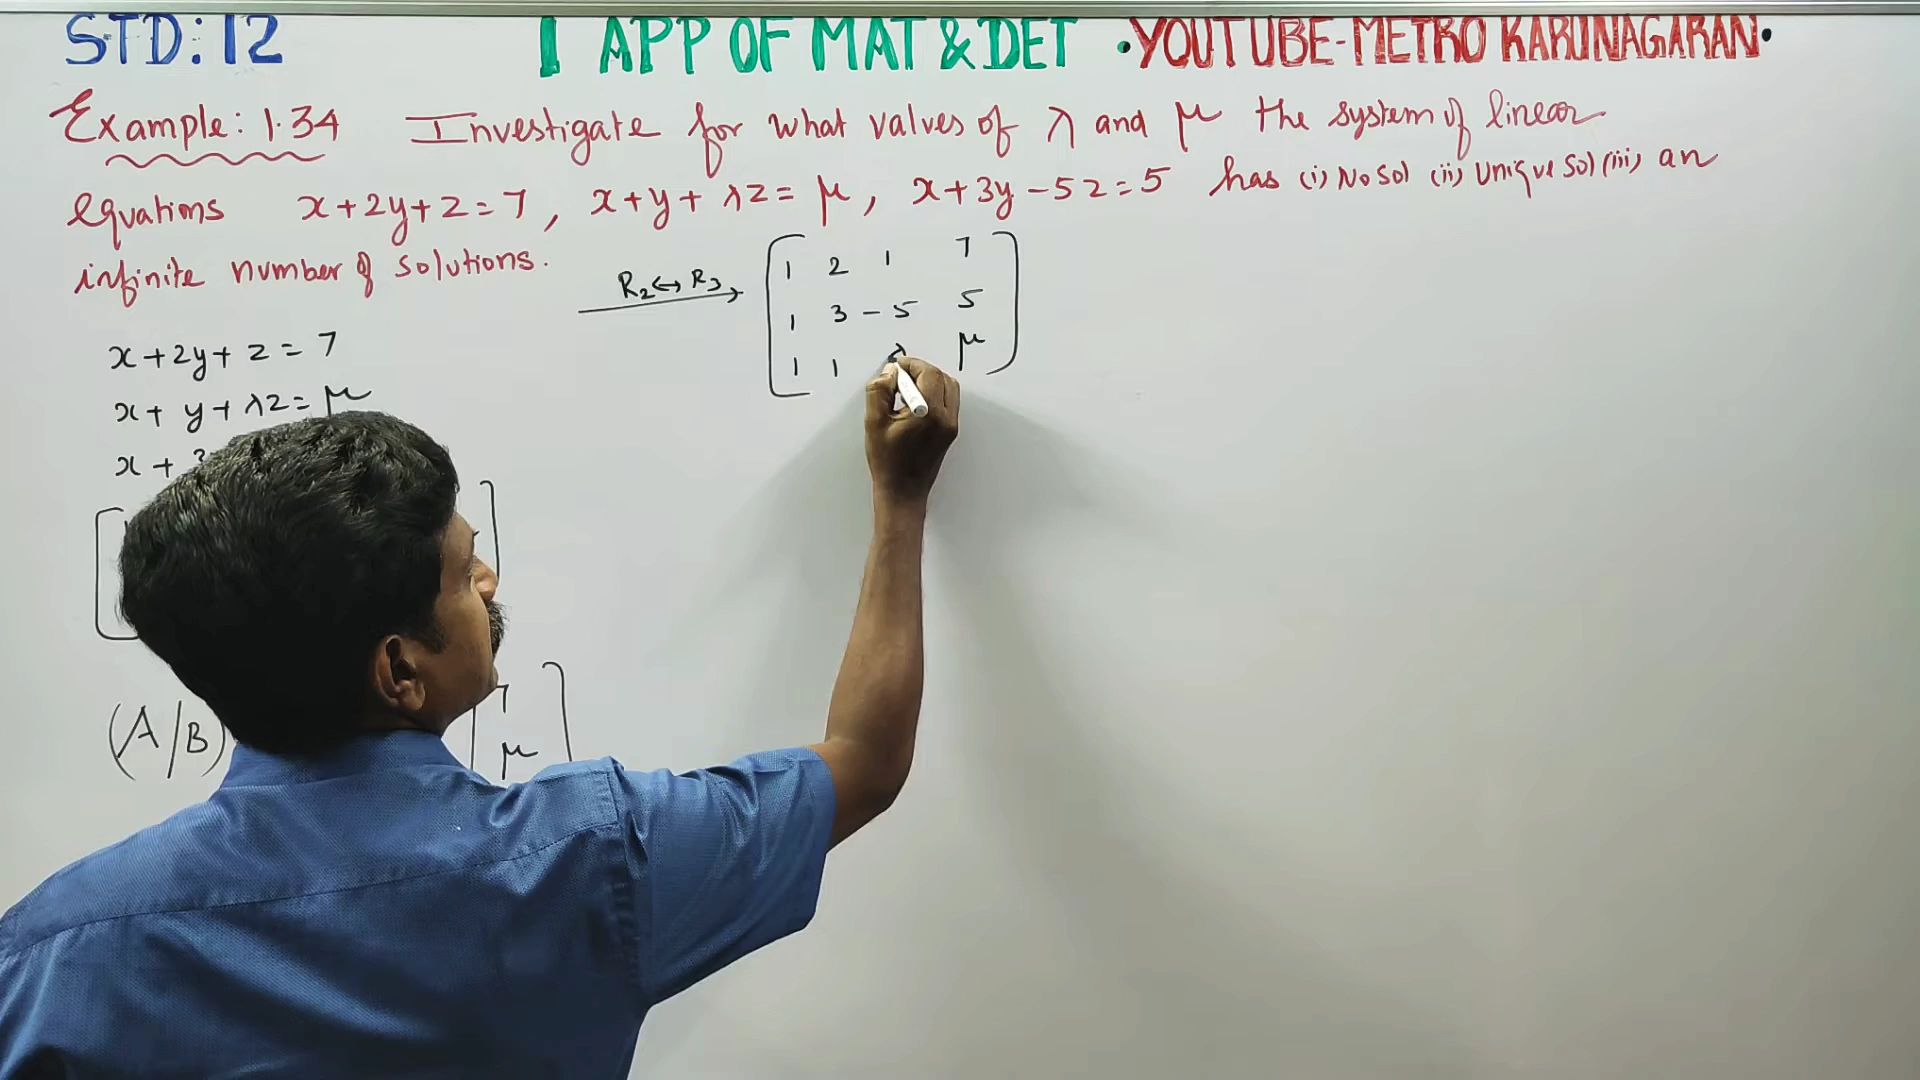 STD: 12 1 APP OF MAT & DET •YOUTUBE-METRO KARUNAGARAN•
Example: 1.34 Investigate for what values of λ and μ the system of linear
equations x+2y+z=7, x+y+λz=μ, x+3y-5z=5 has (i) No Sol (ii) Unique Sol (iii) an
infinite number of solutions.
R₂↔R₃
1 2 1 7
1 3 -5 5
1 1 λ μ
x+2y+z=7
x+y+λz=μ
x+3
(A/B)
7
μ